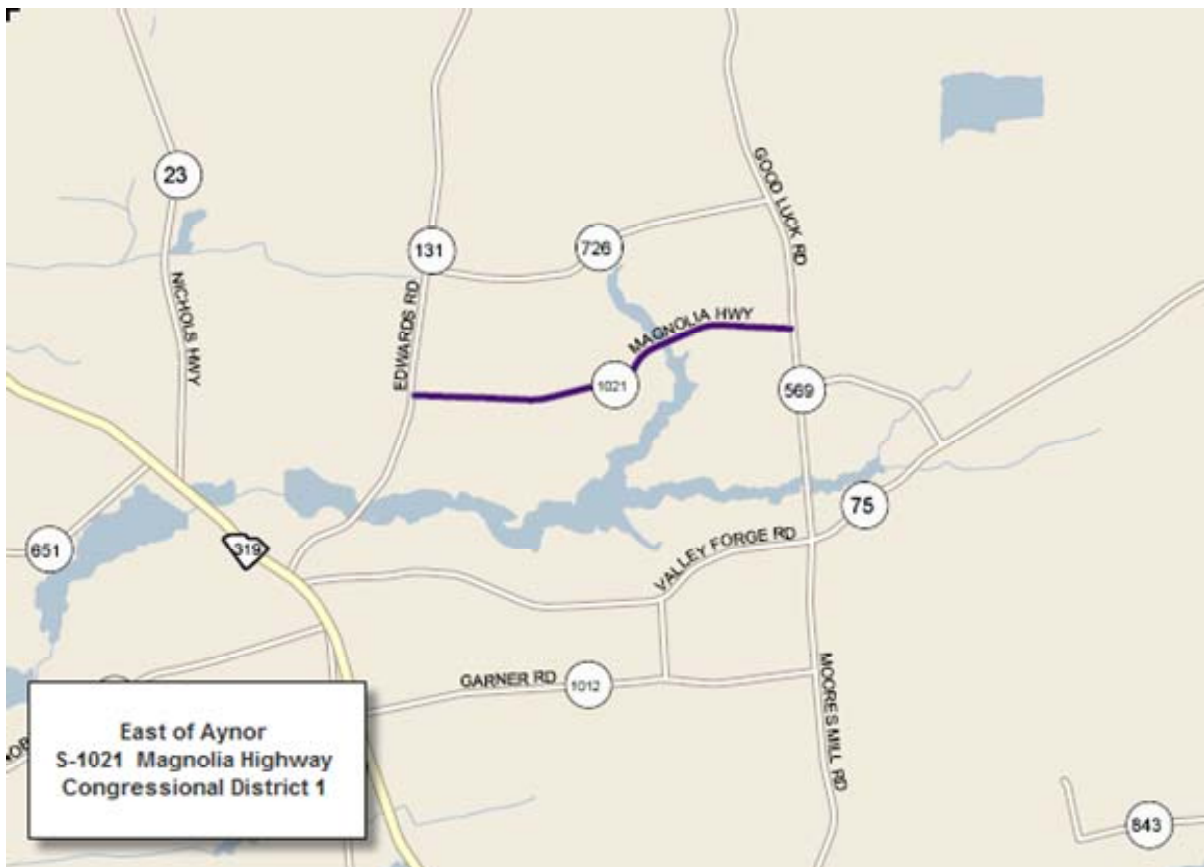 23
131
726
GOOD LUCK RD
NICHOLS HWY
EDWARDS RD
MAGNOLIA HWY
1021
569
75
651
319
VALLEY FORGE RD
GARNER RD
1012
MOORES MILL RD
843
East of Aynor
S-1021 Magnolia Highway
Congressional District 1